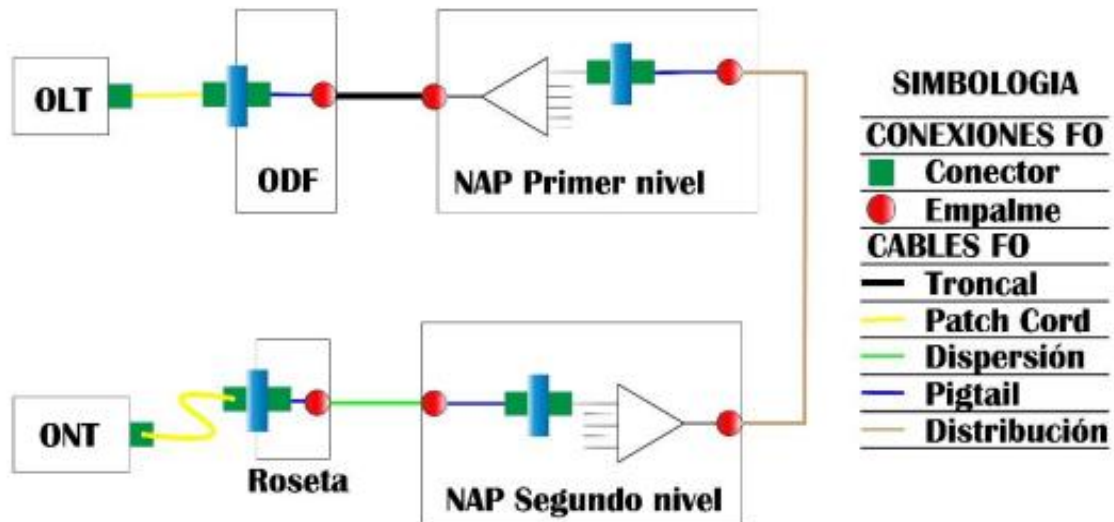 OLT
ODF
NAP Primer nivel
ONT
Roseta
NAP Segundo nivel
SIMBOLOGIA
CONEXIONES FO
Conector
Empalme
CABLES FO
Troncal
Patch Cord
Dispersión
Pigtail
Distribución